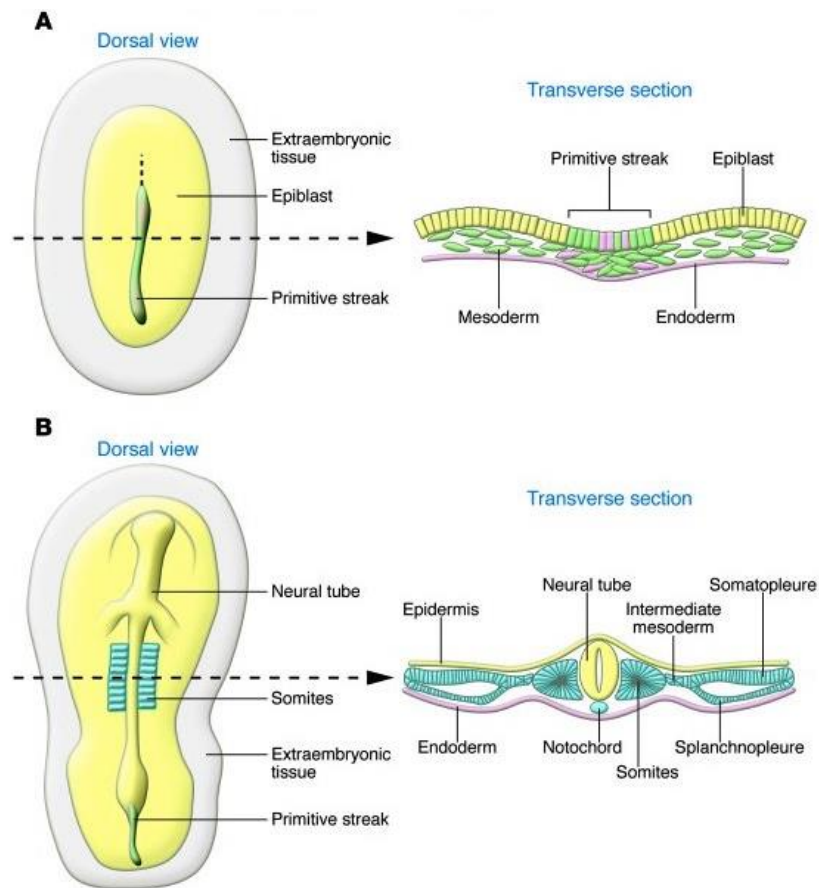 A
Dorsal view
Extraembryonic
tissue
Epiblast
Primitive streak
Transverse section
Primitive streak
Epiblast
Mesoderm
Endoderm
B
Dorsal view
Neural tube
Somites
Extraembryonic
tissue
Primitive streak
Transverse section
Epidermis
Neural tube
Intermediate
mesoderm
Somatopleure
Endoderm
Notochord
Somites
Splanchnopleure